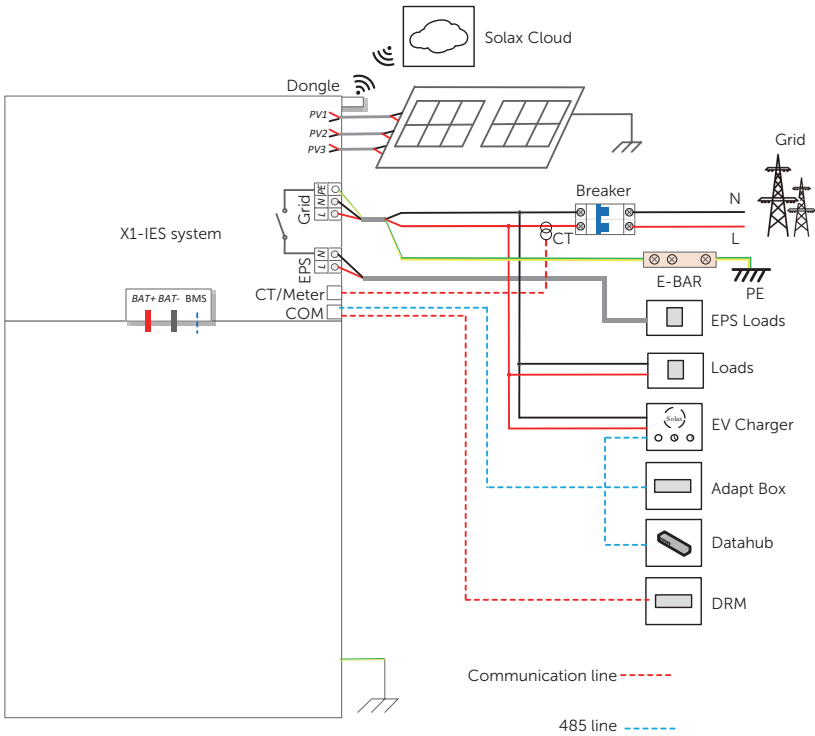 Solax Cloud
Dongle
PV1
PV2
PV3
Grid
Breaker
N
L
Grid
PE
N
L
X1-IES system
CT
EPS
N
L
E-BAR
PE
CT/Meter
COM
BAT+ BAT- BMS
EPS Loads
Loads
Solax
EV Charger
Adapt Box
Datahub
DRM
Communication line
485 line